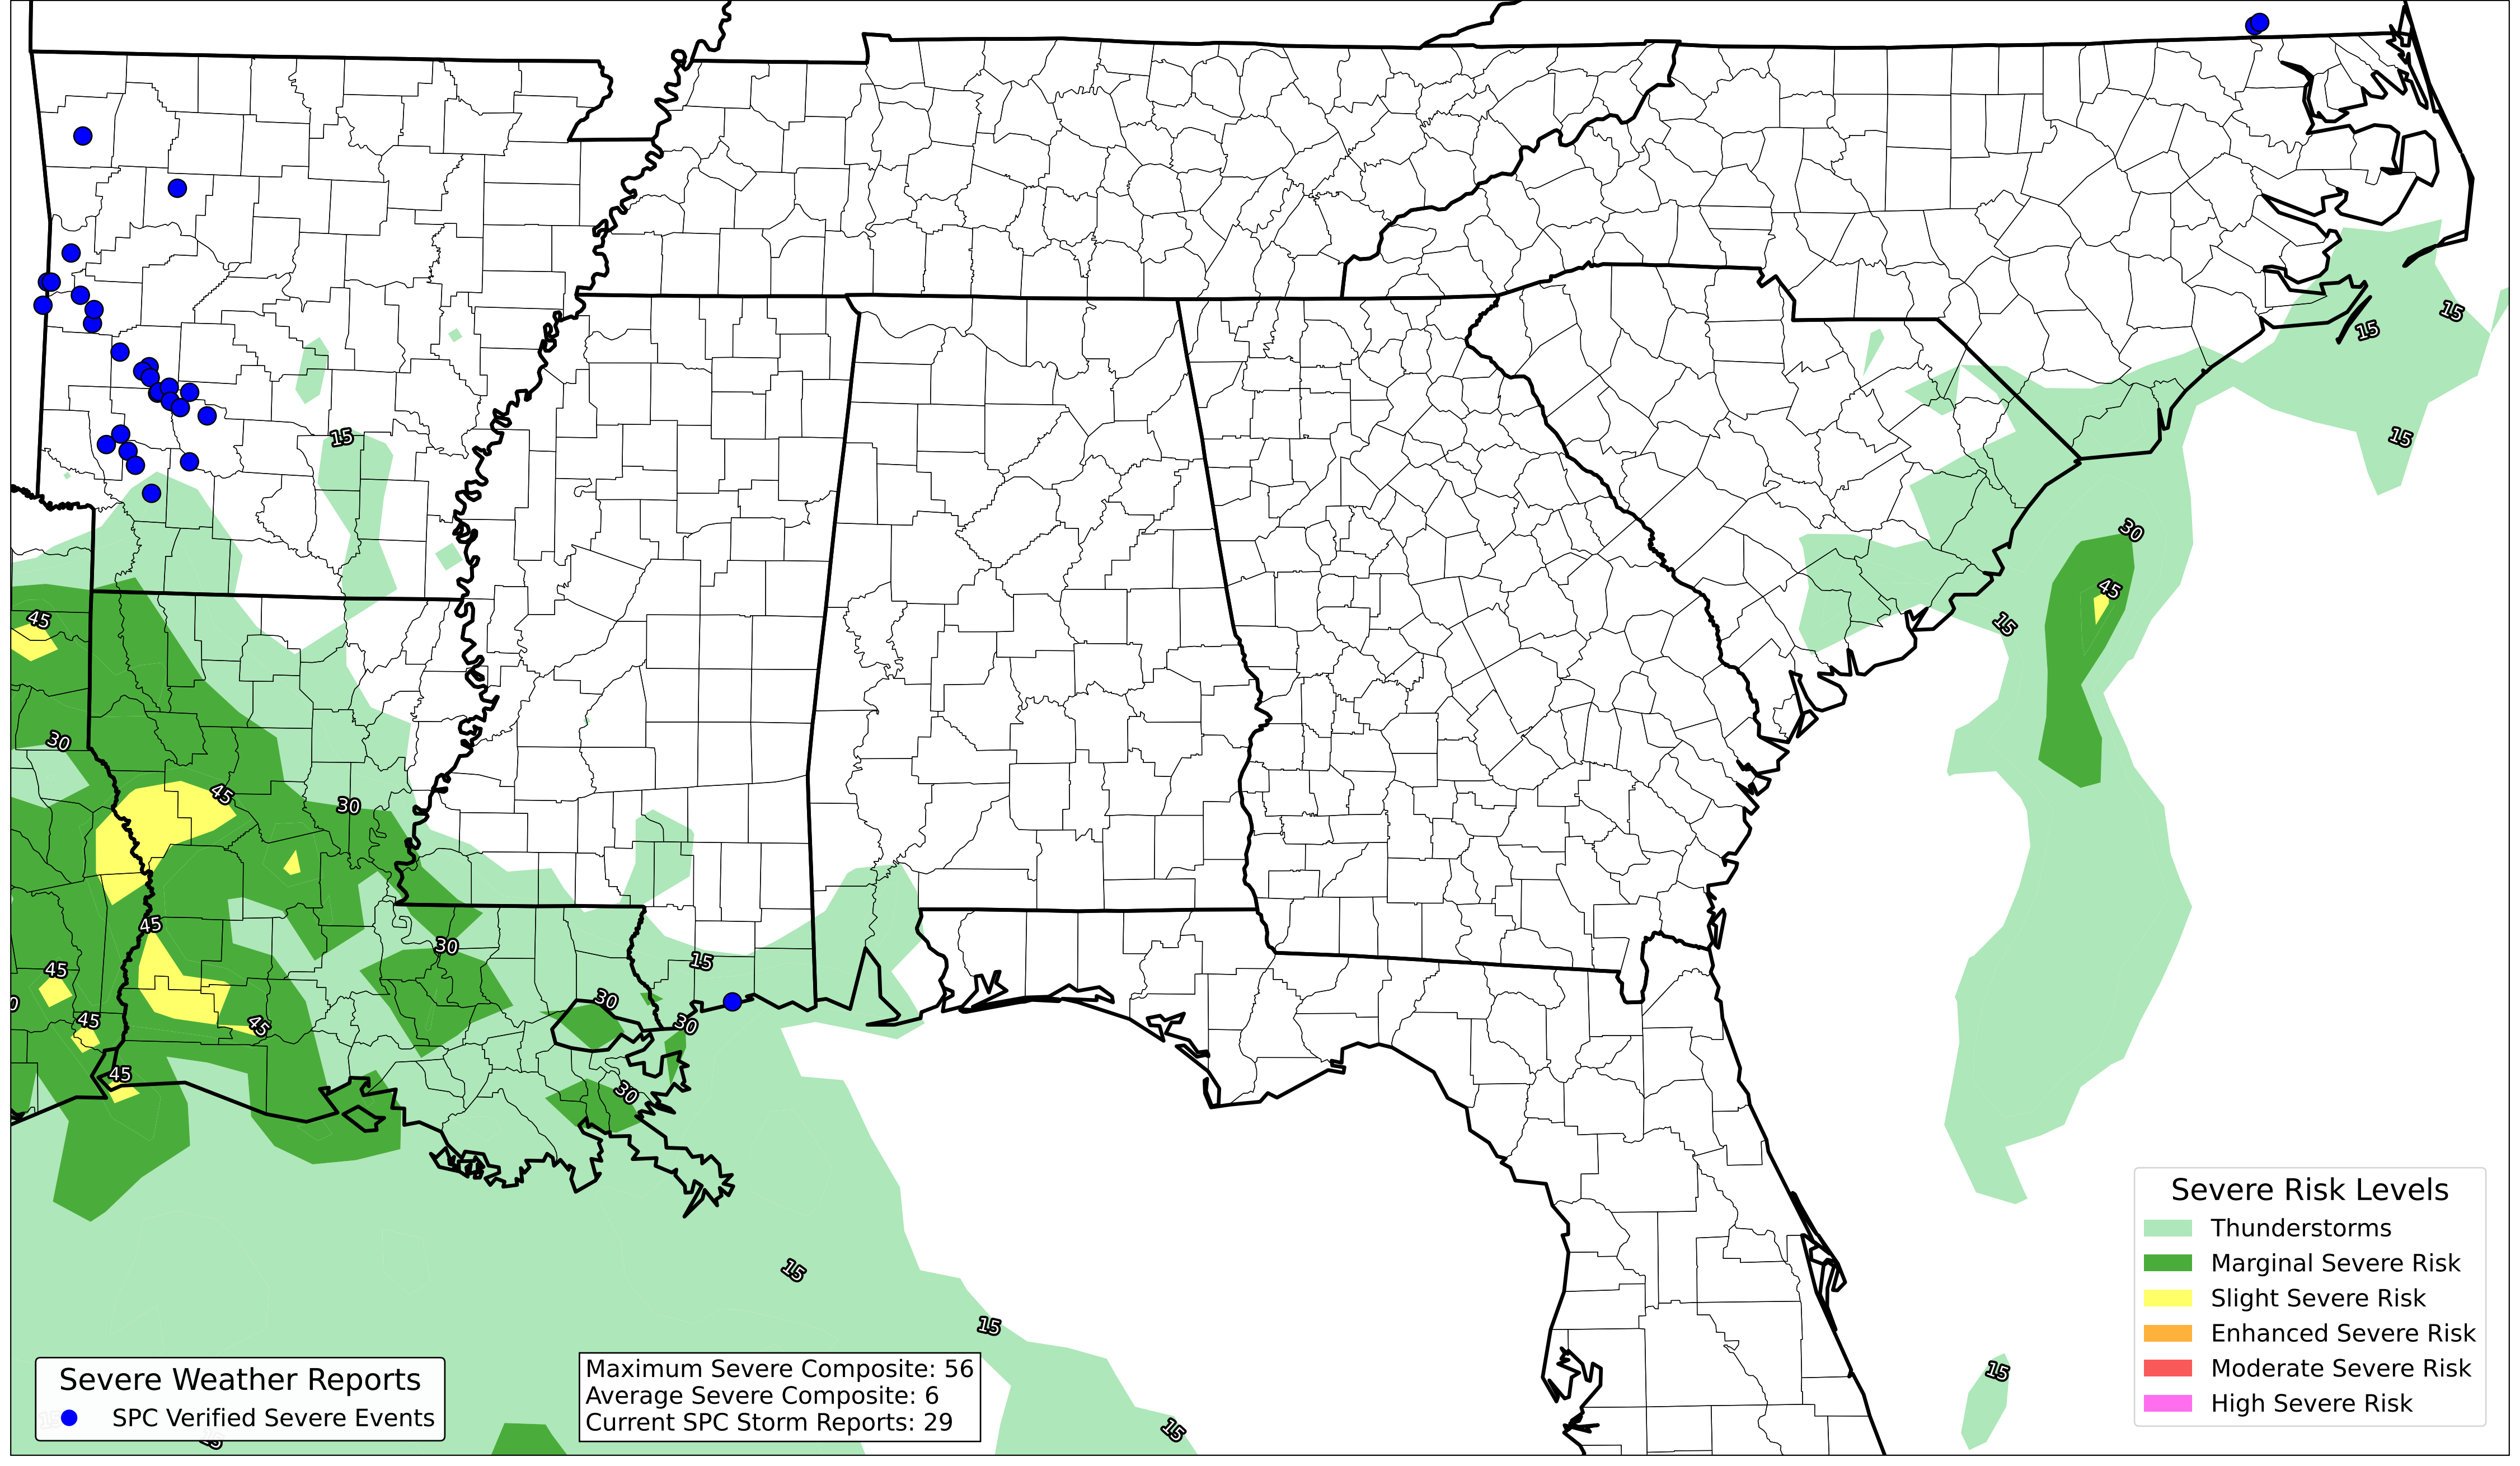 15
15
15
15
30
45
45
15
30
45
30
45
30
45
15
45
30
0
30
45
45
30
45
30
15
15
15
15
Severe Risk Levels
Thunderstorms
Marginal Severe Risk
Slight Severe Risk
Enhanced Severe Risk
Moderate Severe Risk
High Severe Risk
Severe Weather Reports
SPC Verified Severe Events
Maximum Severe Composite: 56
Average Severe Composite: 6
Current SPC Storm Reports: 29